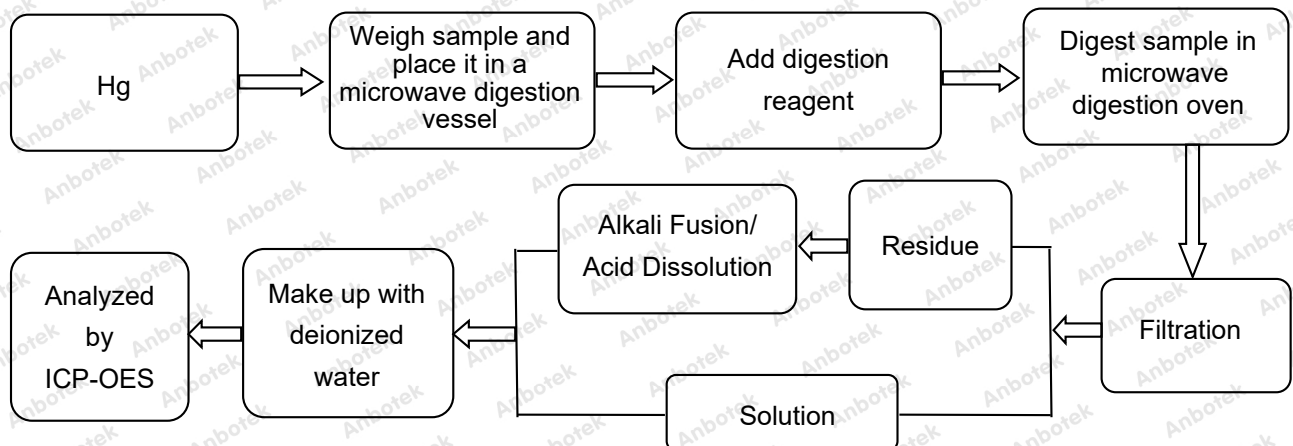 Hg
Weigh sample and
place it in a
microwave digestion
vessel
Add digestion
reagent
Digest sample in
microwave
digestion oven
Filtration
Residue
Alkali Fusion/
Acid Dissolution
Solution
Make up with
deionized
water
Analyzed
by
ICP-OES
Anbotek